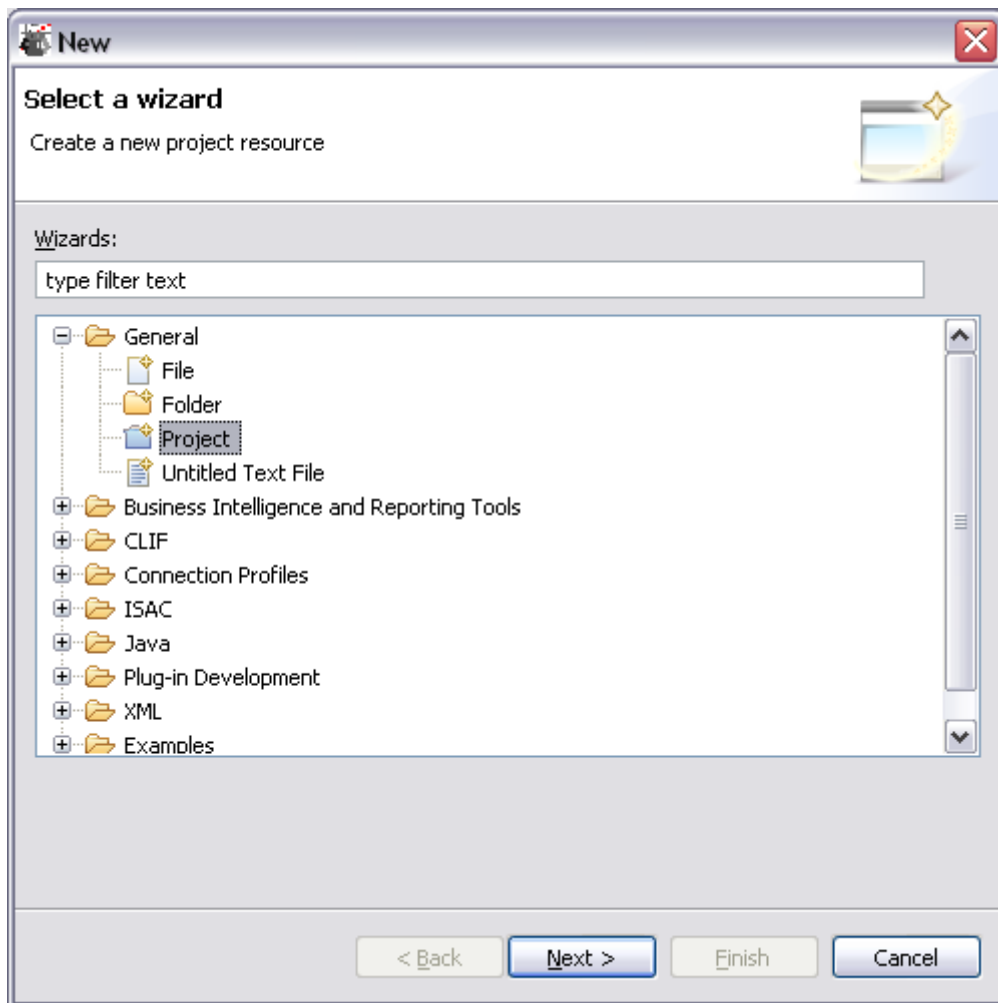 New
Select a wizard
Create a new project resource
Wizards:
type filter text
General
File
Folder
Project
Untitled Text File
Business Intelligence and Reporting Tools
CLIF
Connection Profiles
ISAC
Java
Plug-in Development
XML
Examples
< Back
Next >
Finish
Cancel